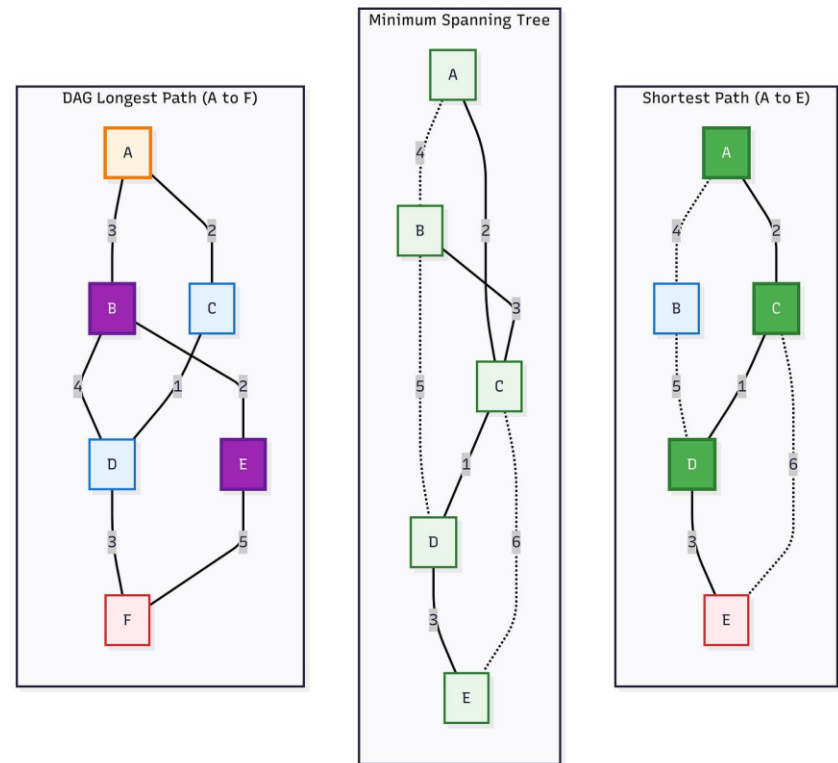 DAG Longest Path (A to F)
A
3
2
B
C
4
1
2
D
E
3
5
F
Minimum Spanning Tree
A
4
B
2
3
C
5
1
D
6
3
E
Shortest Path (A to E)
A
4
2
B
C
5
1
D
6
3
E